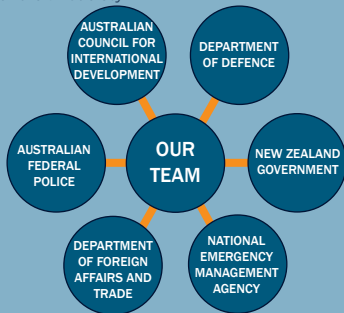 AUSTRALIAN
COUNCIL FOR
INTERNATIONAL
DEVELOPMENT
DEPARTMENT
OF DEFENCE
AUSTRALIAN
FEDERAL
POLICE
OUR
TEAM
NEW ZEALAND
GOVERNMENT
DEPARTMENT
OF FOREIGN
AFFAIRS AND
TRADE
NATIONAL
EMERGENCY
MANAGEMENT
AGENCY